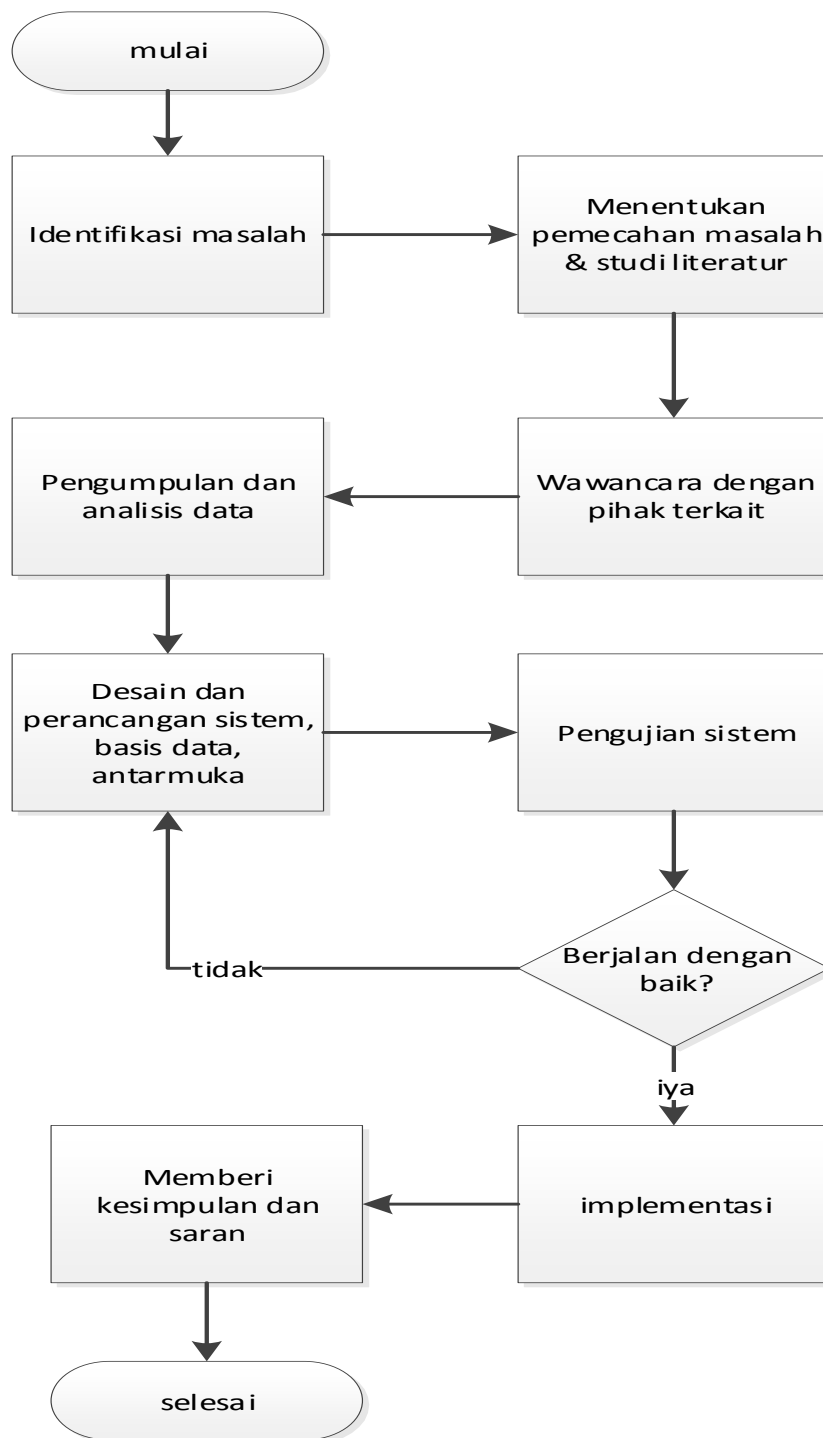 mulai
Identifikasi masalah
Menentukan
pemecahan masalah
& studi literatur
Wawancara dengan
pihak terkait
Pengumpulan dan
analisis data
Desain dan
perancangan sistem,
basis data,
antarmuka
Pengujian sistem
Berjalan dengan
baik?
tidak
iya
implementasi
Memberi
kesimpulan dan
saran
selesai